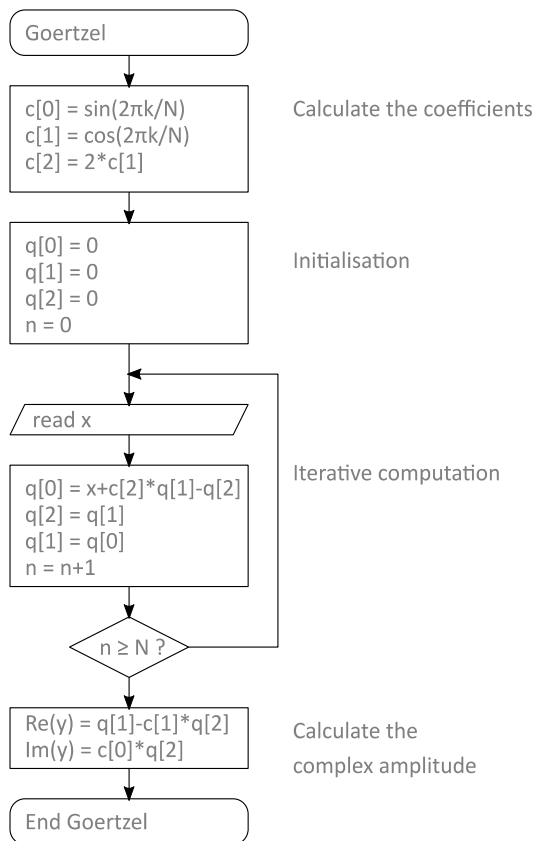 Goertzel
c[0] = sin(2πk/N)
c[1] = cos(2πk/N)
c[2] = 2*c[1]
Calculate the coefficients
q[0] = 0
q[1] = 0
q[2] = 0
n = 0
Initialisation
read x
q[0] = x+c[2]*q[1]-q[2]
q[2] = q[1]
q[1] = q[0]
n = n+1
Iterative computation
n ≥ N ?
Re(y) = q[1]-c[1]*q[2]
Im(y) = c[0]*q[2]
Calculate the
complex amplitude
End Goertzel